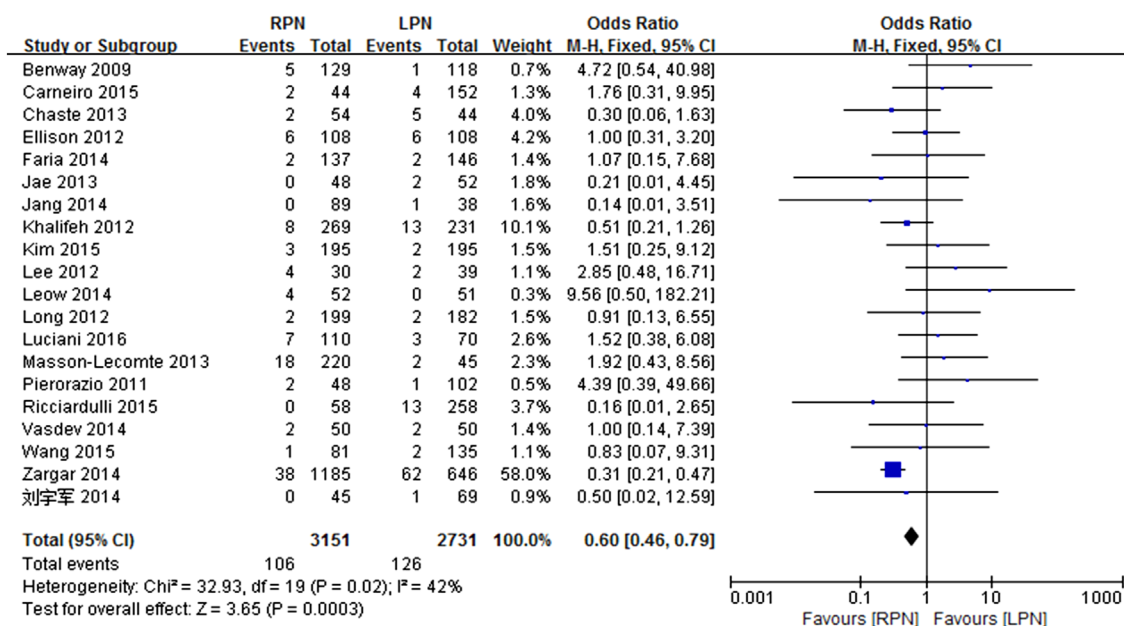 RPN LPN Odds Ratio Odds Ratio
Study or Subgroup Events Total Events Total Weight M-H, Fixed, 95% CI M-H, Fixed, 95% CI
Benway 2009 5 129 1 118 0.7% 4.72 [0.54, 40.98]
Carneiro 2015 2 44 4 152 1.3% 1.76 [0.31, 9.95]
Chaste 2013 2 54 5 44 4.0% 0.30 [0.06, 1.63]
Ellison 2012 6 108 6 108 4.2% 1.00 [0.31, 3.20]
Faria 2014 2 137 2 146 1.4% 1.07 [0.15, 7.68]
Jae 2013 0 48 2 52 1.8% 0.21 [0.01, 4.45]
Jang 2014 0 89 1 38 1.5% 0.14 [0.01, 3.51]
Khalifeh 2012 8 269 13 231 10.1% 0.51 [0.21, 1.26]
Kim 2015 3 195 2 195 1.5% 1.51 [0.25, 9.12]
Lee 2012 4 30 2 39 1.1% 2.85 [0.48, 16.71]
Leow 2014 4 52 0 51 0.3% 9.56 [0.50, 182.21]
Long 2012 2 199 2 182 1.5% 0.91 [0.13, 6.55]
Luciani 2016 7 110 3 70 2.6% 1.52 [0.38, 6.08]
Masson-Lecomte 2013 18 220 2 45 2.3% 1.92 [0.43, 8.56]
Pierorazio 2011 2 48 1 102 0.5% 4.39 [0.39, 49.66]
Ricciardulli 2015 0 58 13 258 3.7% 0.16 [0.01, 2.65]
Vasdev 2014 2 50 2 50 1.4% 1.00 [0.14, 7.39]
Wang 2015 1 81 2 135 1.1% 0.83 [0.07, 9.31]
Zargar 2014 38 1185 62 646 58.0% 0.31 [0.21, 0.47]
刘宇军 2014 0 45 1 69 0.9% 0.50 [0.02, 12.59]
Total (95% CI) 3151 2731 100.0% 0.60 [0.46, 0.79]
Total events 106 126
Heterogeneity: Chi² = 32.93, df = 19 (P = 0.02); I² = 42%
Test for overall effect: Z = 3.65 (P = 0.0003)
0.001 0.1 1 10 1000
Favours [RPN] Favours [LPN]